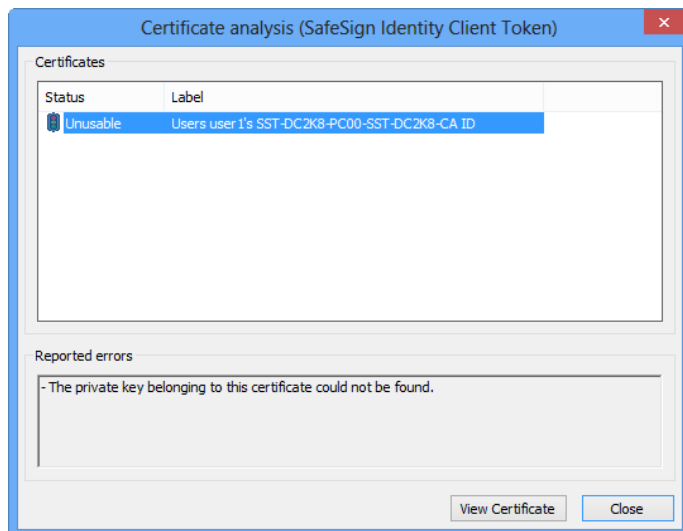 Certificate analysis (SafeSign Identity Client Token)
Certificates
Status Label
Unusable Users user1's SST-DC2K8-PC00-SST-DC2K8-CA ID
Reported errors
- The private key belonging to this certificate could not be found.
View Certificate Close